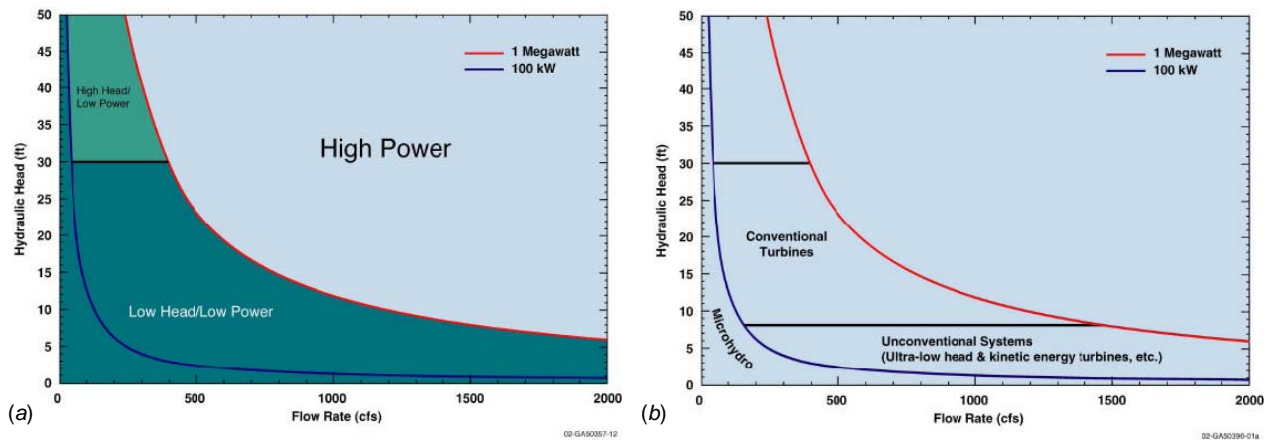 50
45
40
35
30
25
20
15
10
5
0
Hydraulic Head (ft)
1 Megawatt
100 kW
High Head/
Low Power
High Power
Low Head/Low Power
0 500 1000 1500 2000
Flow Rate (cfs)
(a)
02-GA50357-12
50
45
40
35
30
25
20
15
10
5
0
Hydraulic Head (ft)
1 Megawatt
100 kW
Conventional
Turbines
Microhydro
Unconventional Systems
(Ultra-low head & kinetic energy turbines, etc.)
0 500 1000 1500 2000
Flow Rate (cfs)
(b)
02-GA50396-01a